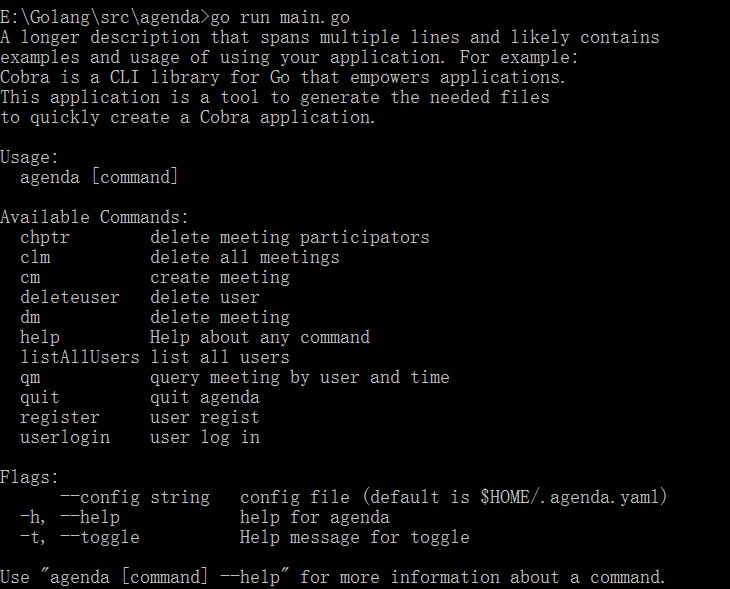 E:\Golang\src\agenda>go run main.go
A longer description that spans multiple lines and likely contains
examples and usage of using your application. For example:
Cobra is a CLI library for Go that empowers applications.
This application is a tool to generate the needed files
to quickly create a Cobra application.
Usage:
  agenda [command]
Available Commands:
  chptr        delete meeting participators
  clm          delete all meetings
  cm           create meeting
  deleteuser   delete user
  dm           delete meeting
  help         Help about any command
  listAllUsers list all users
  qm           query meeting by user and time
  quit         quit agenda
  register     user regist
  userlogin    user log in
Flags:
      --config string   config file (default is $HOME/.agenda.yaml)
  -h, --help            help for agenda
  -t, --toggle          Help message for toggle
Use "agenda [command] --help" for more information about a command.